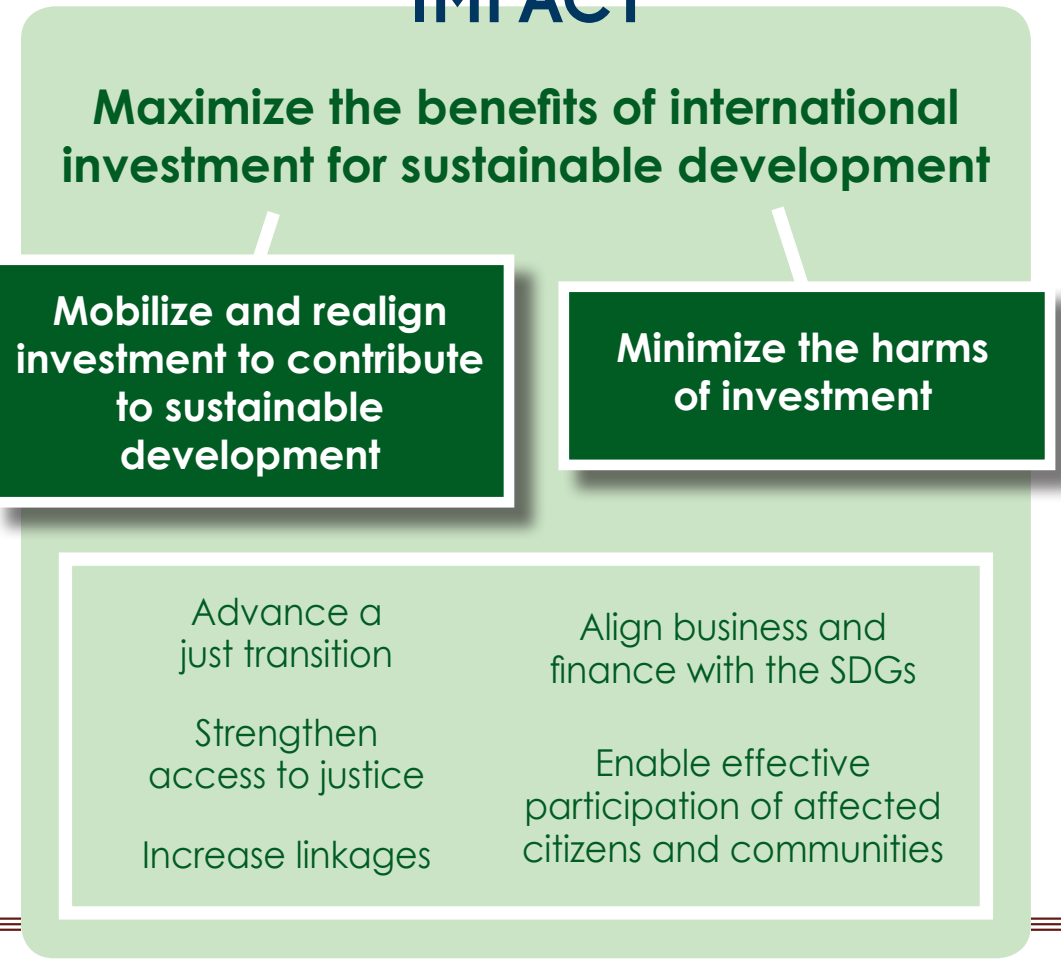 IMPACT
Maximize the benefits of international
investment for sustainable development
Mobilize and realign
investment to contribute
to sustainable
development
Minimize the harms
of investment
Advance a
just transition
Strengthen
access to justice
Increase linkages
Align business and
finance with the SDGs
Enable effective
participation of affected
citizens and communities